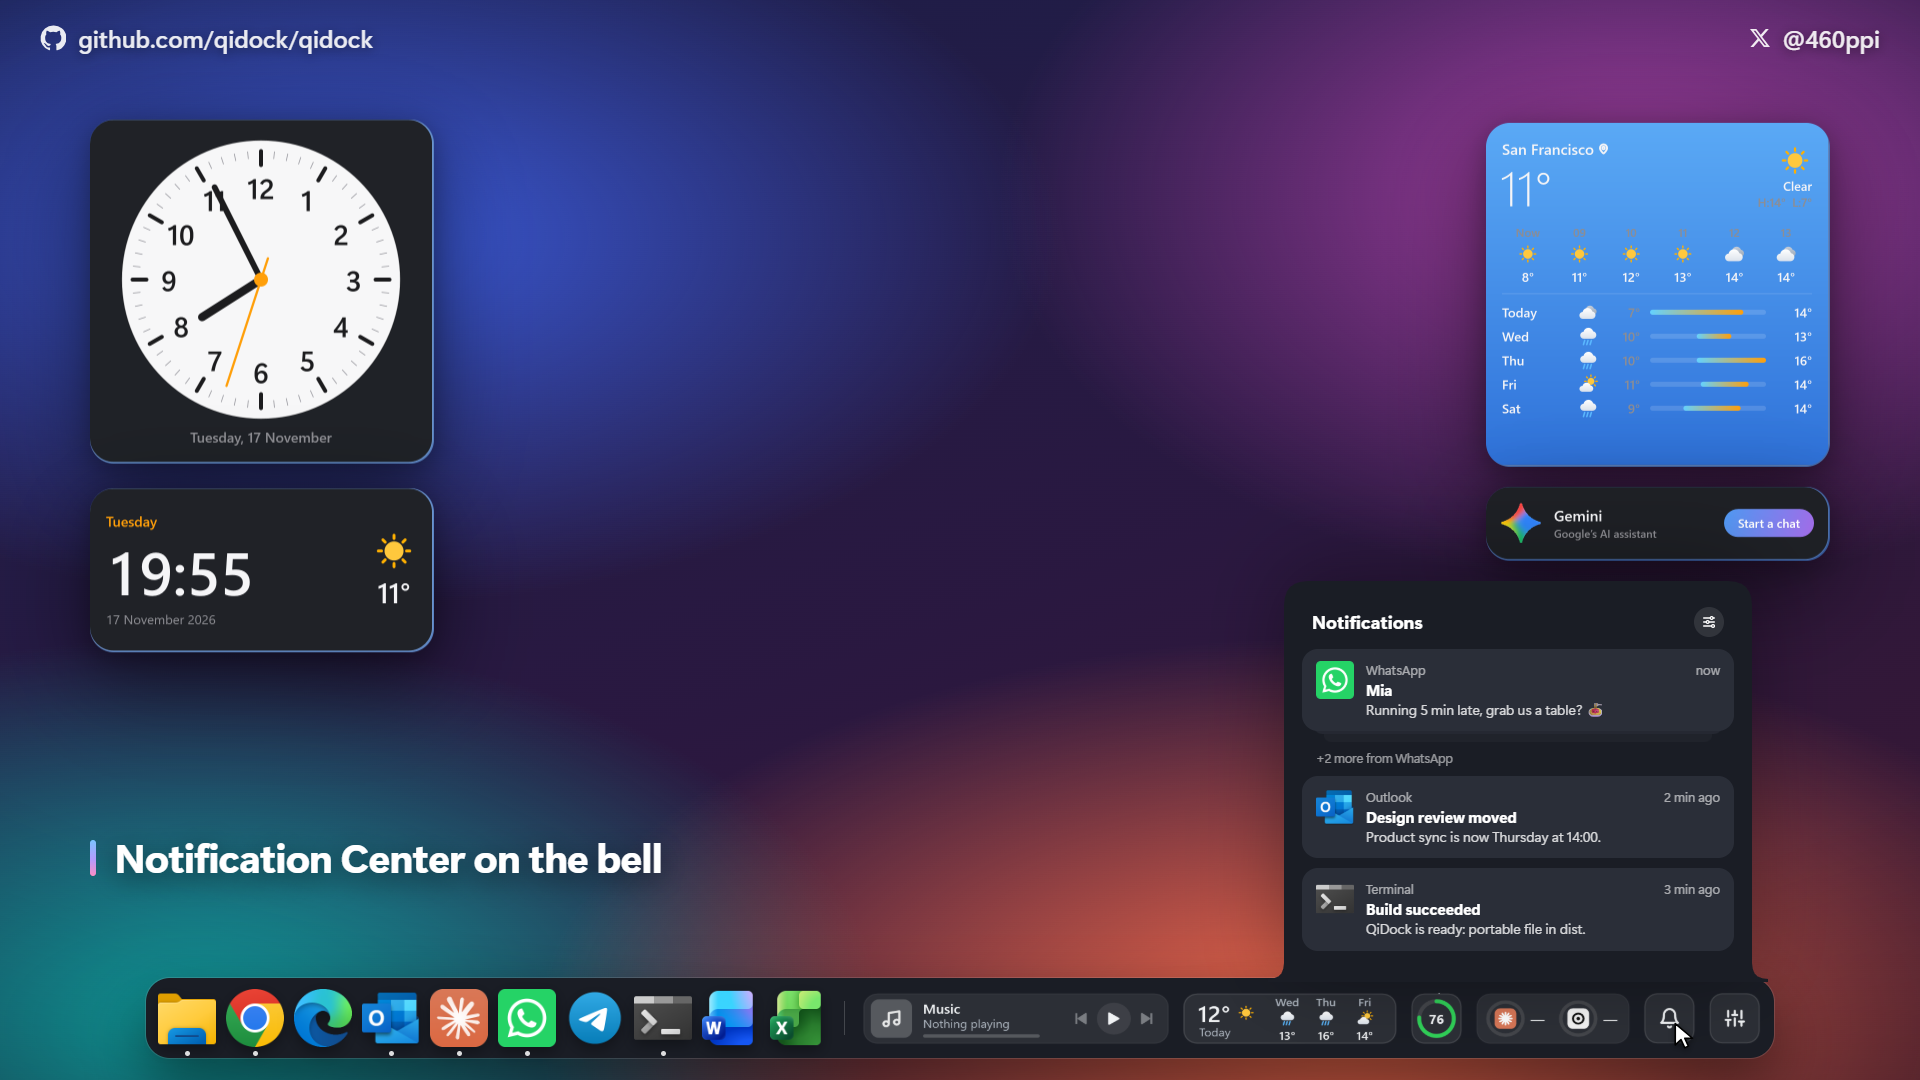 github.com/qidock/qidock
@460ppi
12
1
2
3
4
5
6
7
8
9
10
11
Tuesday, 17 November
Tuesday
19:55
11°
17 November 2026
San Francisco
11°
Clear
8° 11° 12° 13° 14° 14°
Today 7° 14°
Wed 10° 13°
Thu 10° 16°
Fri 11° 14°
Sat 9° 14°
Gemini
Google's AI assistant
Start a chat
Notifications
WhatsApp now
Mia
Running 5 min late, grab us a table? 🍝
+2 more from WhatsApp
Outlook 2 min ago
Design review moved
Product sync is now Thursday at 14:00.
Terminal 3 min ago
Build succeeded
QiDock is ready: portable file in dist.
Notification Center on the bell
Music
Nothing playing
12°
Today
Wed Thu Fri
13° 16° 14°
76
— —